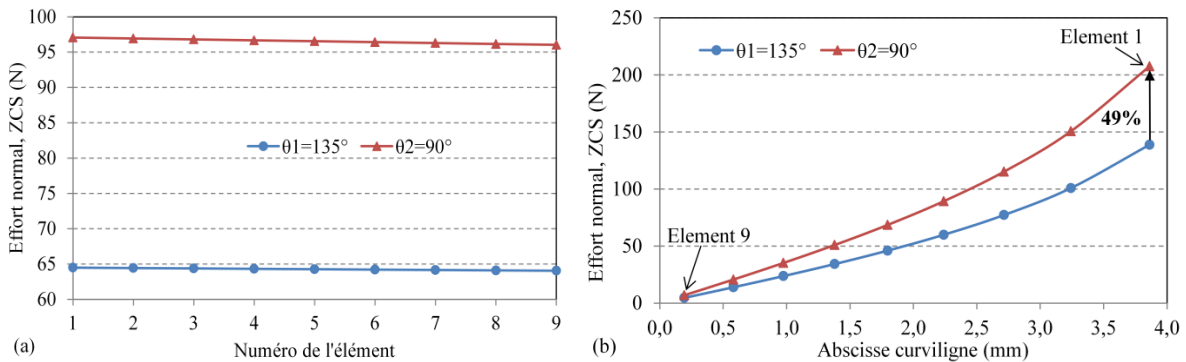 Effort normal, ZCS (N)
100
95
90
85
80
75
70
65
60
θ1=135° θ2=90°
1 2 3 4 5 6 7 8 9
(a) Numéro de l'élément
Effort normal, ZCS (N)
250
200
150
100
50
0
θ1=135° θ2=90°
Element 1
49%
Element 9
0,0 0,5 1,0 1,5 2,0 2,5 3,0 3,5 4,0
(b) Abscisse curviligne (mm)